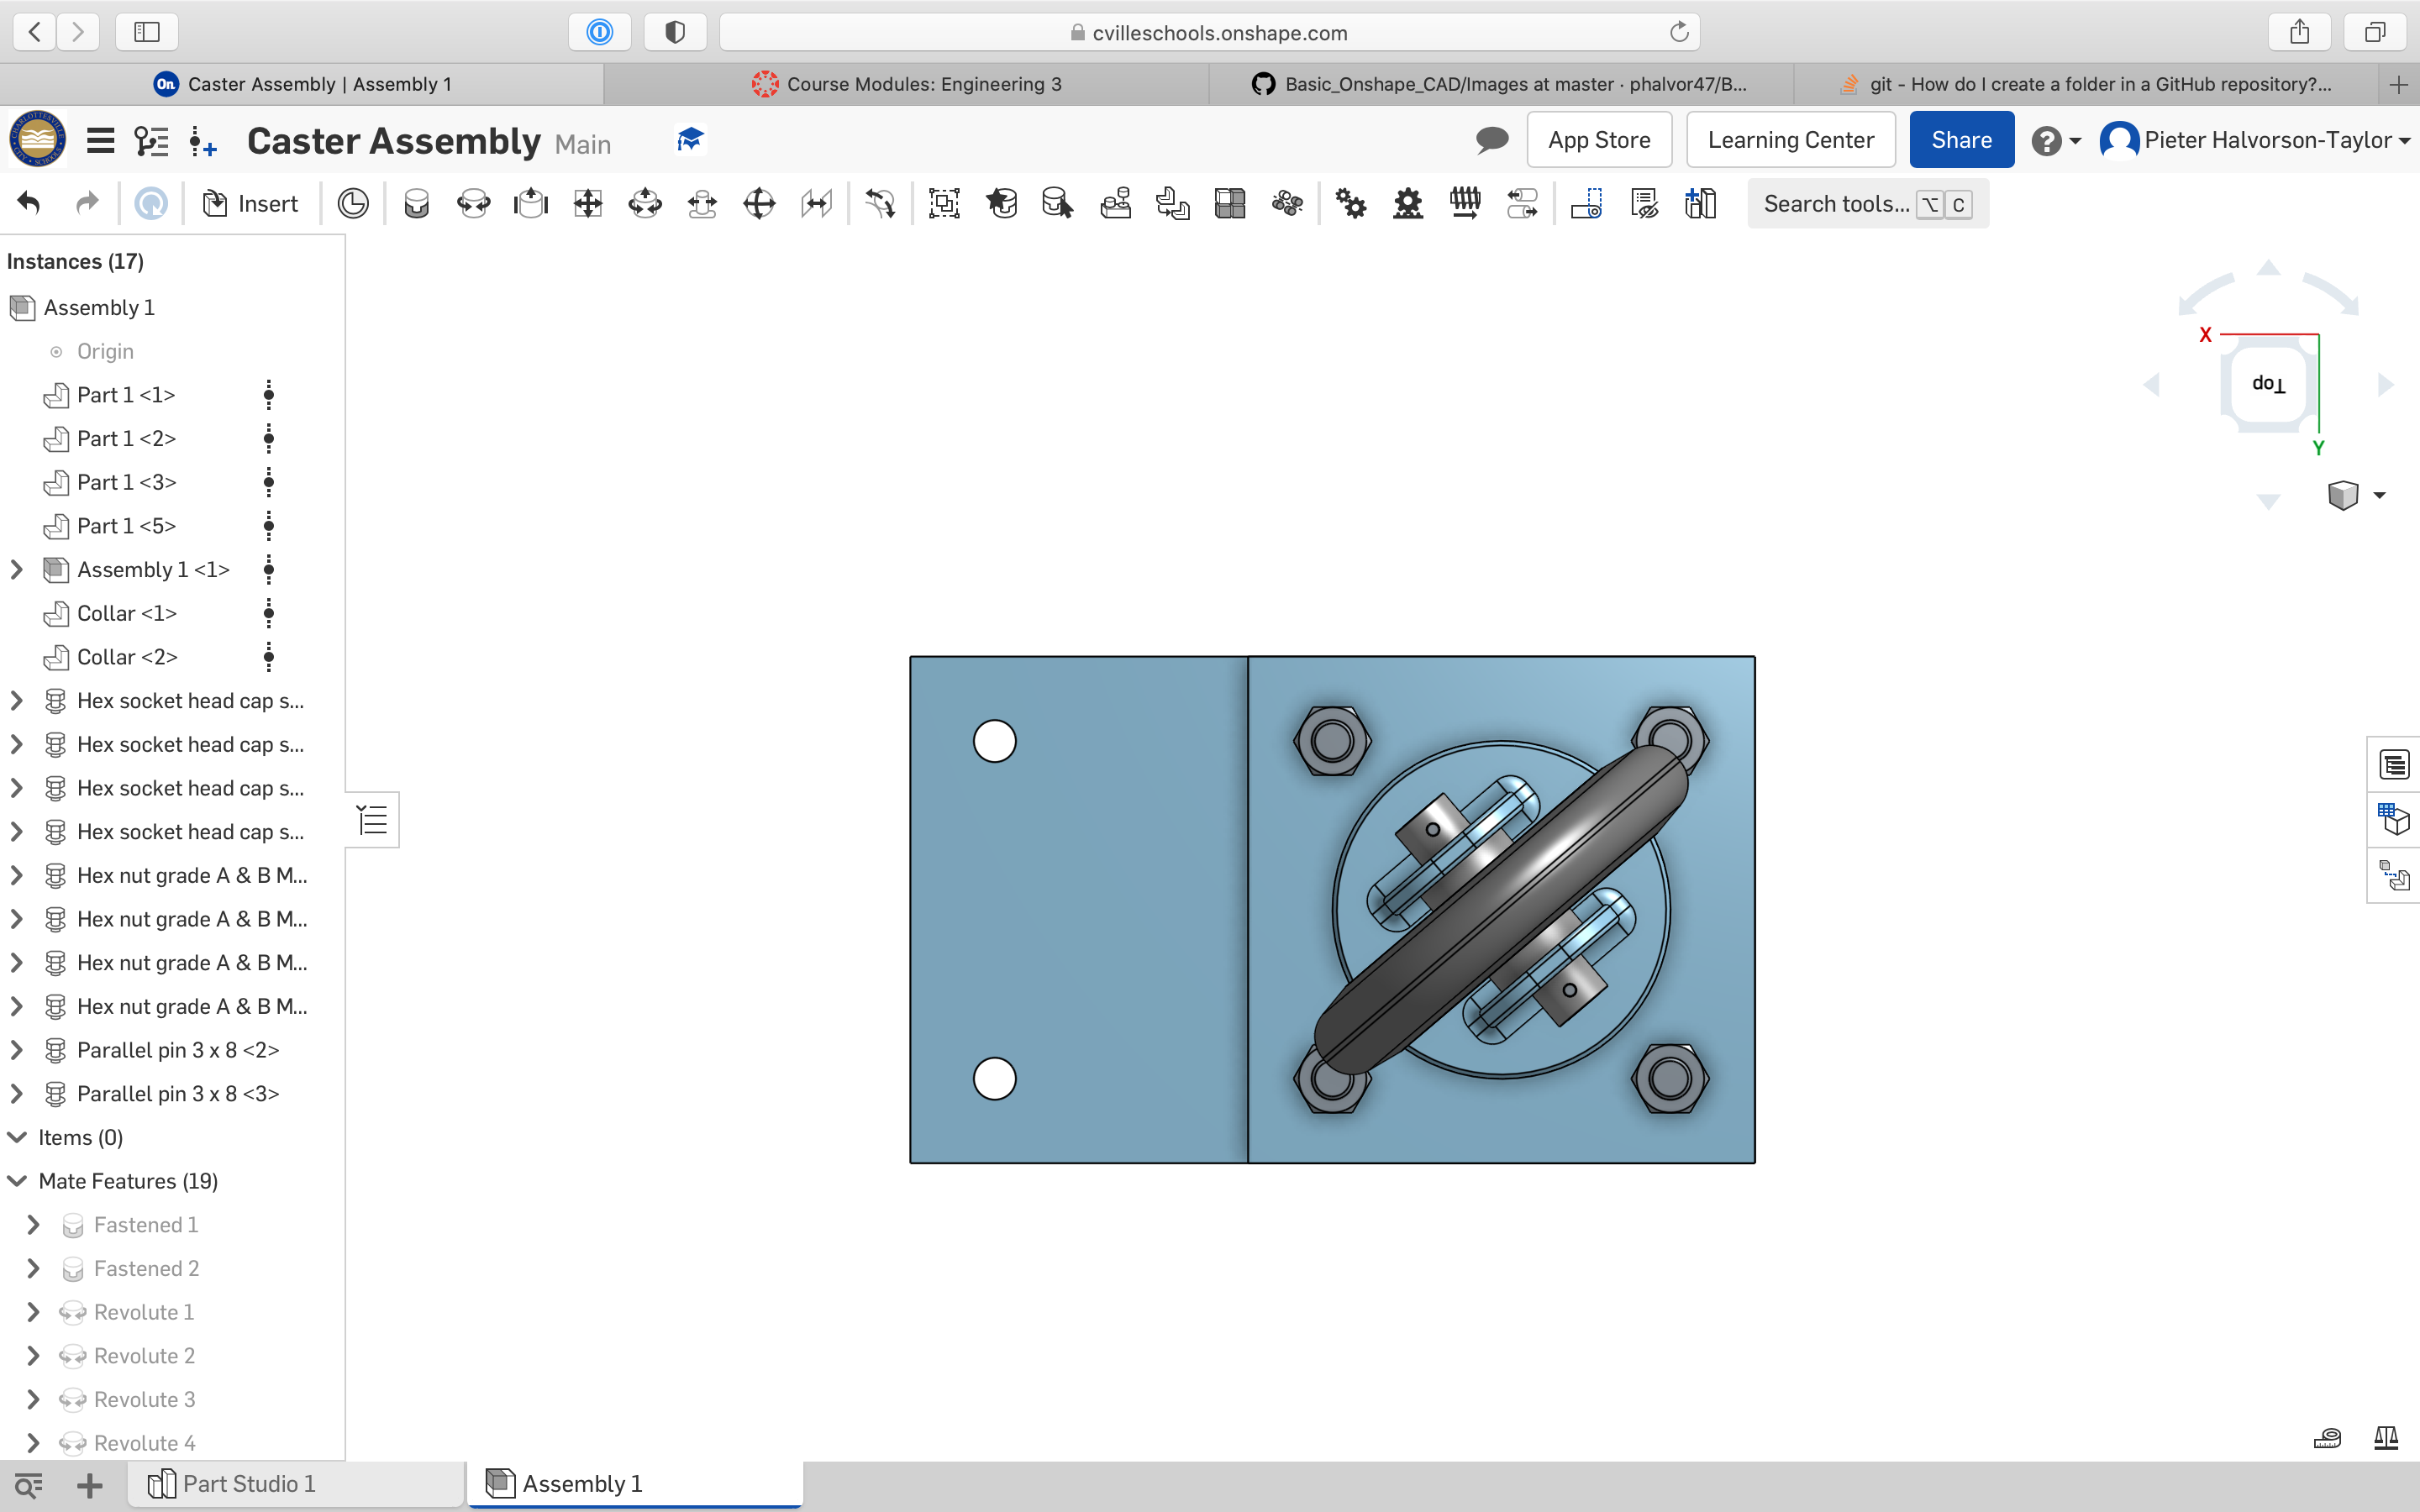 cvilleschools.onshape.com
On Caster Assembly | Assembly 1
Course Modules: Engineering 3
Basic_Onshape_CAD/Images at master · phalvor47/B...
git - How do I create a folder in a GitHub repository?...
Caster Assembly Main
App Store
Learning Center
Share
Pieter Halvorson-Taylor
Insert
Search tools... ⌥ C
Instances (17)
Assembly 1
Origin
Part 1 <1>
Part 1 <2>
Part 1 <3>
Part 1 <5>
Assembly 1 <1>
Collar <1>
Collar <2>
Hex socket head cap s...
Hex socket head cap s...
Hex socket head cap s...
Hex socket head cap s...
Hex nut grade A & B M...
Hex nut grade A & B M...
Hex nut grade A & B M...
Hex nut grade A & B M...
Parallel pin 3 x 8 <2>
Parallel pin 3 x 8 <3>
Items (0)
Mate Features (19)
Fastened 1
Fastened 2
Revolute 1
Revolute 2
Revolute 3
Revolute 4
X
Top
Y
Part Studio 1
Assembly 1